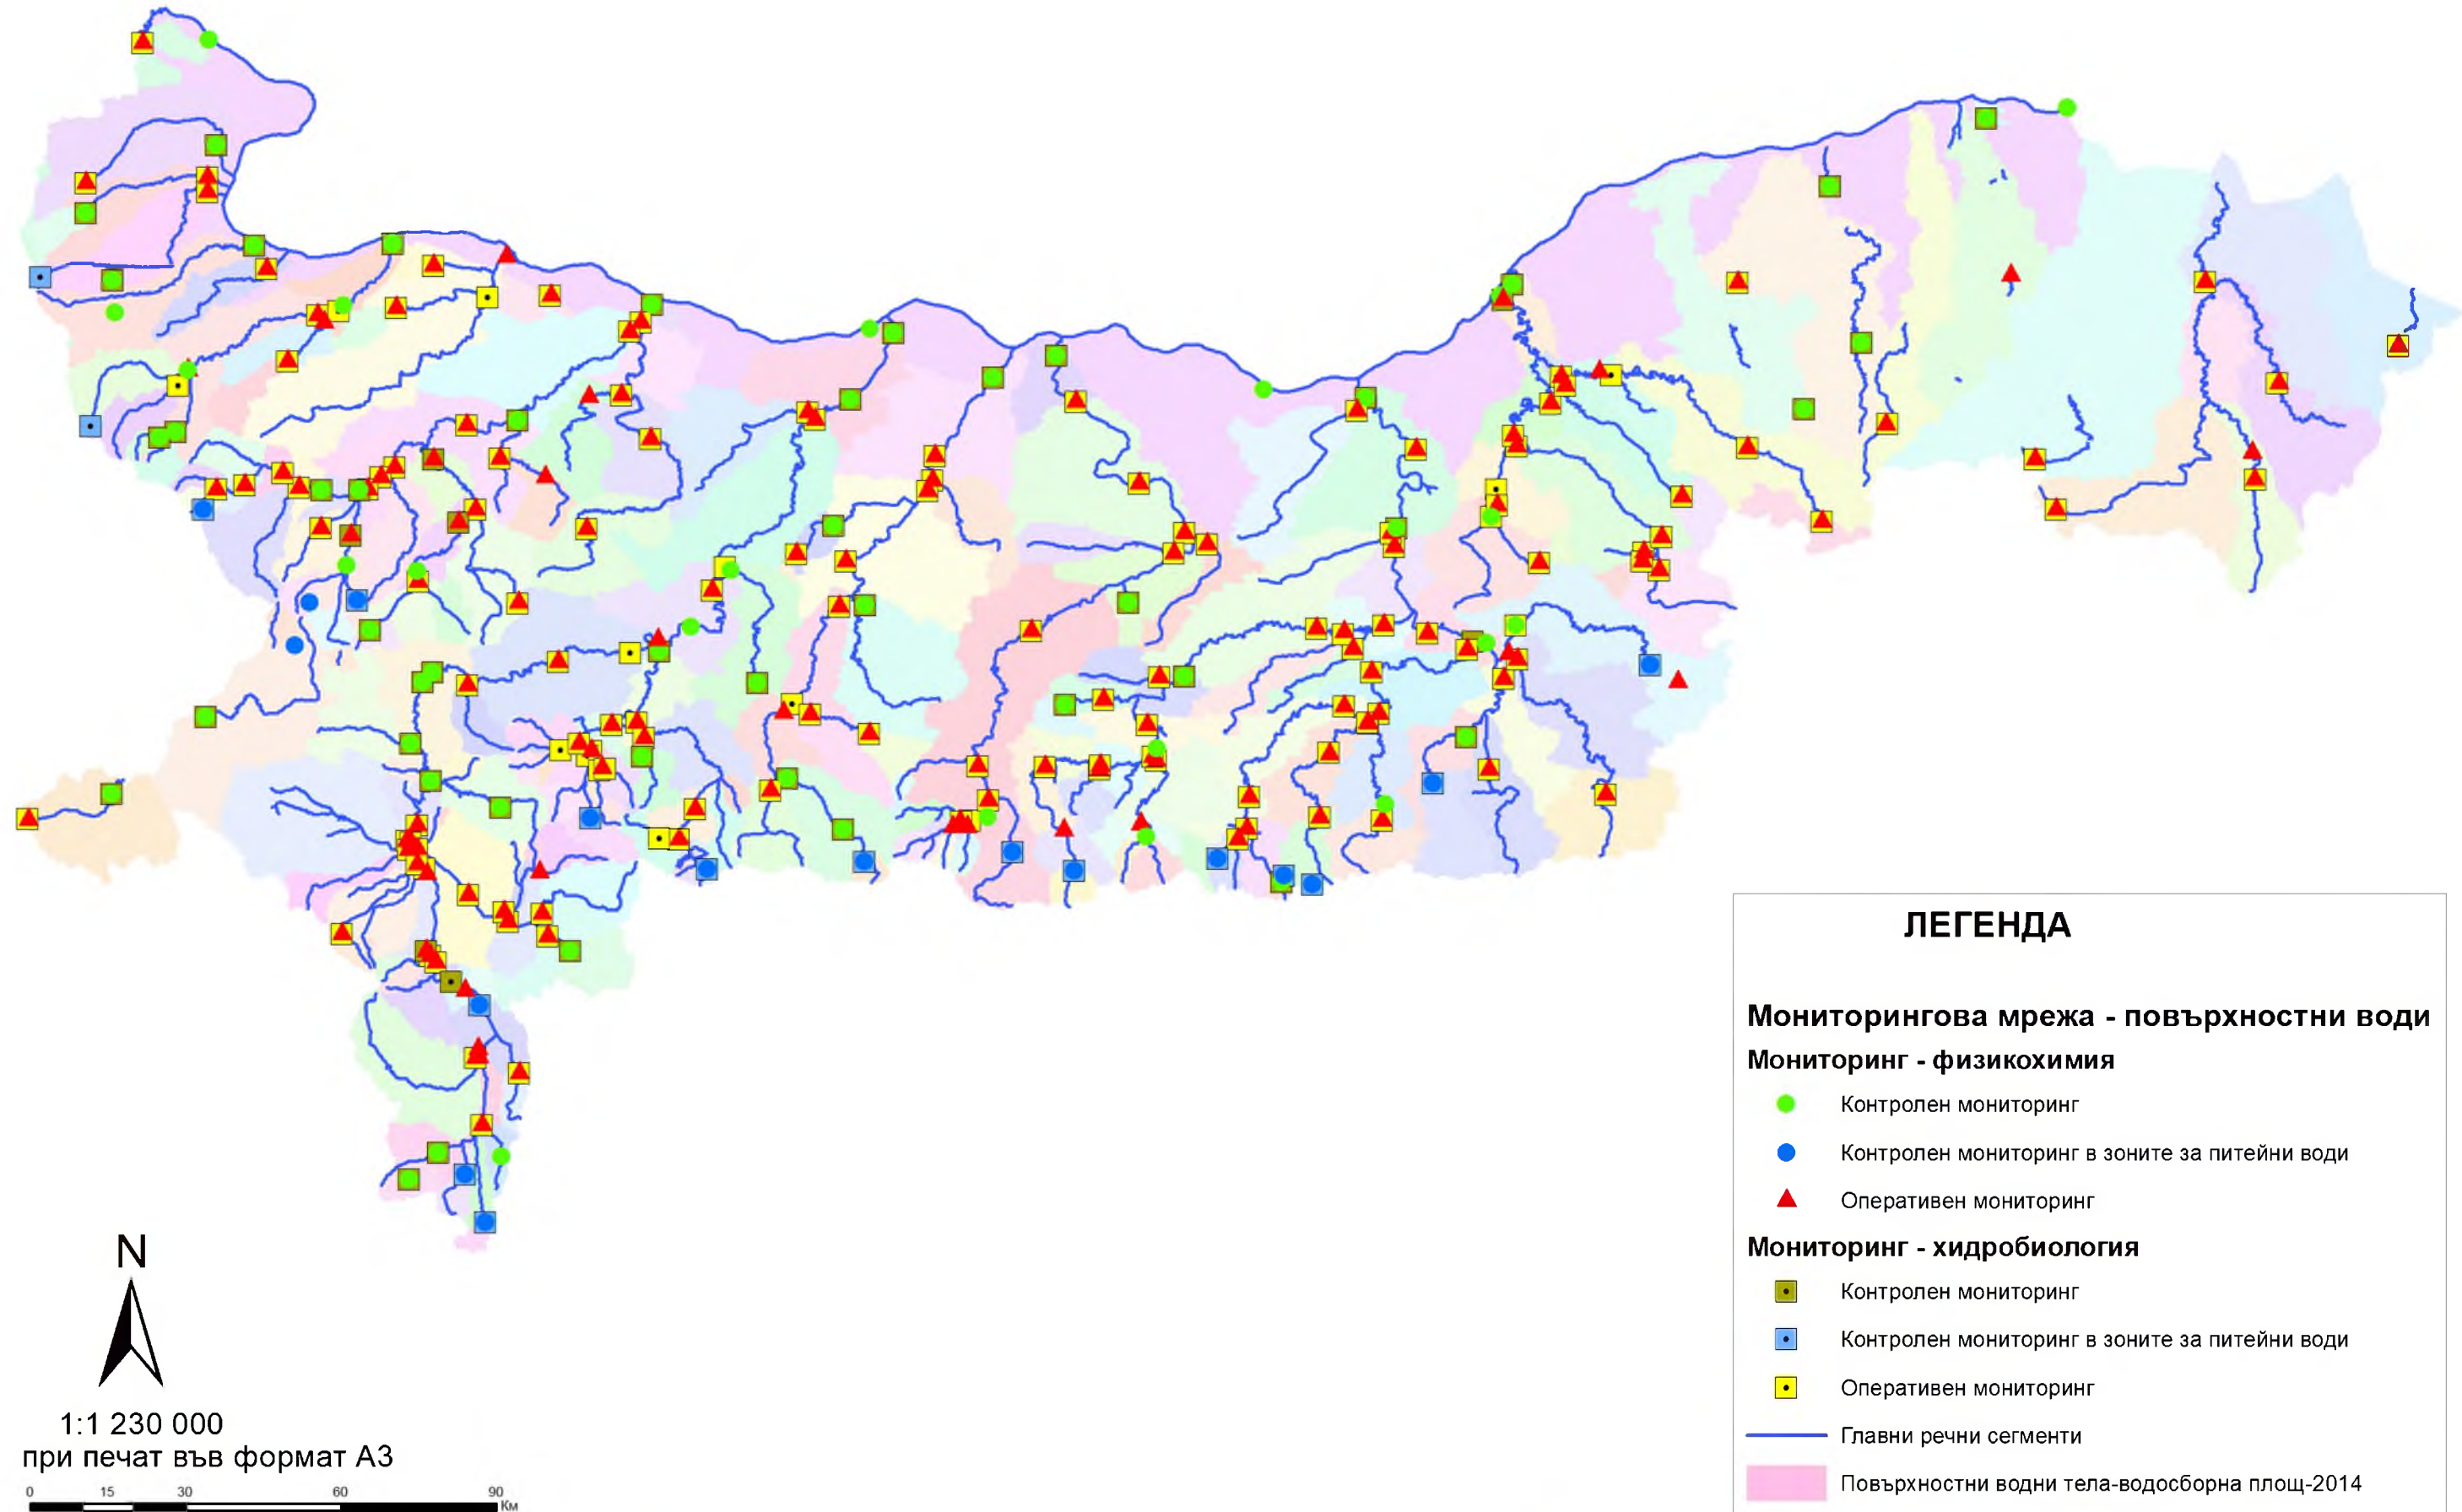 ЛЕГЕНДА
Мониторингова мрежа - повърхностни води
Мониторинг - физикохимия
Контролен мониторинг
Контролен мониторинг в зоните за питейни води
Оперативен мониторинг
Мониторинг - хидробиология
Контролен мониторинг
Контролен мониторинг в зоните за питейни води
Оперативен мониторинг
Главни речни сегменти
Повърхностни водни тела-водосборна площ-2014
N
1:1 230 000
при печат във формат А3
0 15 30 60 90
Км